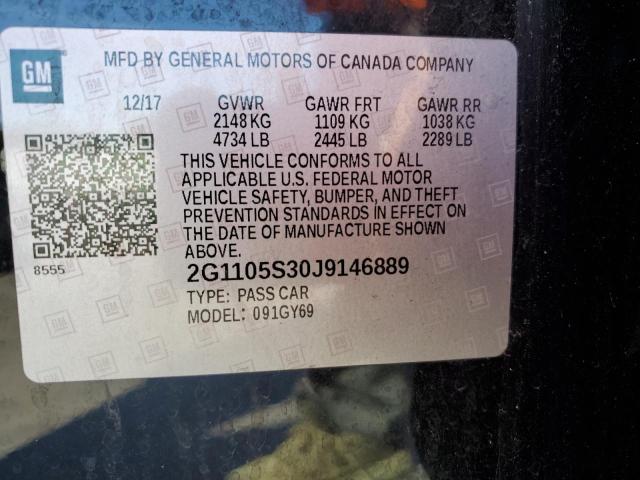 GM
MFD BY GENERAL MOTORS OF CANADA COMPANY
12/17 GVWR GAWR FRT GAWR RR
2148 KG 1109 KG 1038 KG
4734 LB 2445 LB 2289 LB
THIS VEHICLE CONFORMS TO ALL
APPLICABLE U.S. FEDERAL MOTOR
VEHICLE SAFETY, BUMPER, AND THEFT
PREVENTION STANDARDS IN EFFECT ON
THE DATE OF MANUFACTURE SHOWN
ABOVE.
8555
2G1105S30J9146889
TYPE: PASS CAR
MODEL: 091GY69